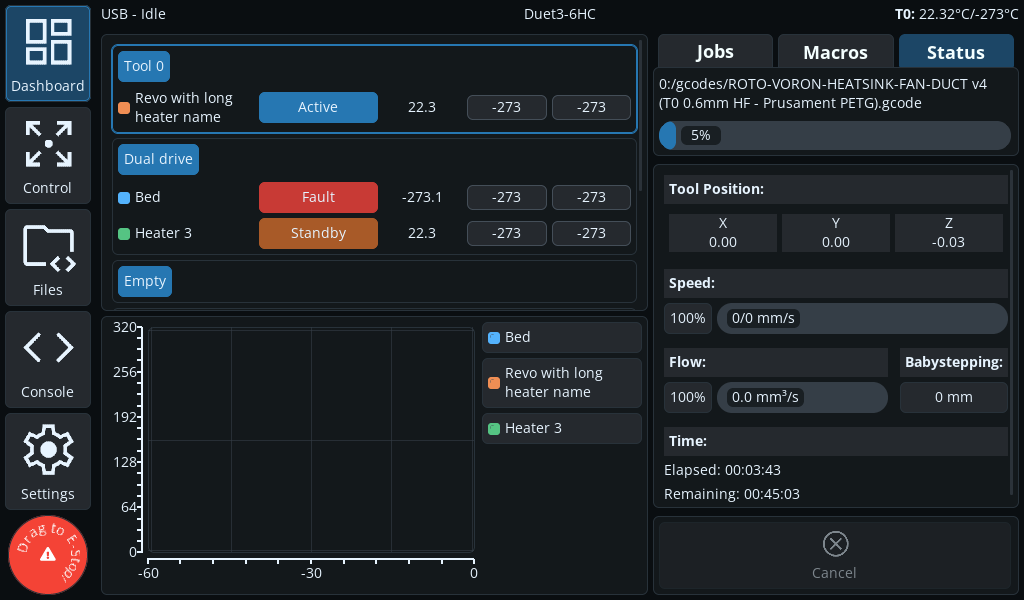 USB - Idle
Duet3-6HC
T0: 22.32°C/-273°C
Dashboard
Control
Files
Console
Settings
Drag to E-Stop!
Tool 0
Revo with long
heater name
Active
22.3
-273
-273
Dual drive
Bed
Fault
-273.1
-273
-273
Heater 3
Standby
22.3
-273
-273
Empty
320
256
192
128
64
0
-60
-30
0
Bed
Revo with long
heater name
Heater 3
Jobs
Macros
Status
0:/gcodes/ROTO-VORON-HEATSINK-FAN-DUCT v4
(T0 0.6mm HF - Prusament PETG).gcode
5%
Tool Position:
X
0.00
Y
0.00
Z
-0.03
Speed:
100%
0/0 mm/s
Flow:
100%
0.0 mm³/s
Babystepping:
0 mm
Time:
Elapsed: 00:03:43
Remaining: 00:45:03
Cancel